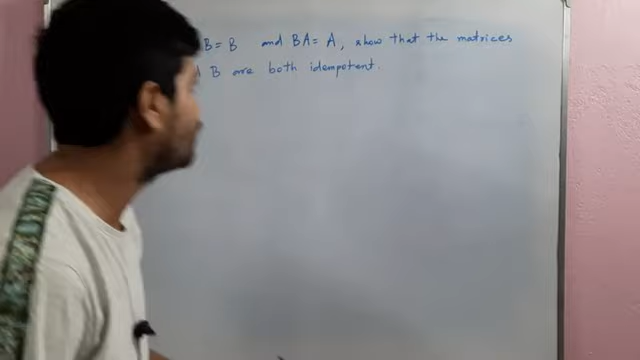 B = B and BA = A, show that the matrices
B are both idempotent.